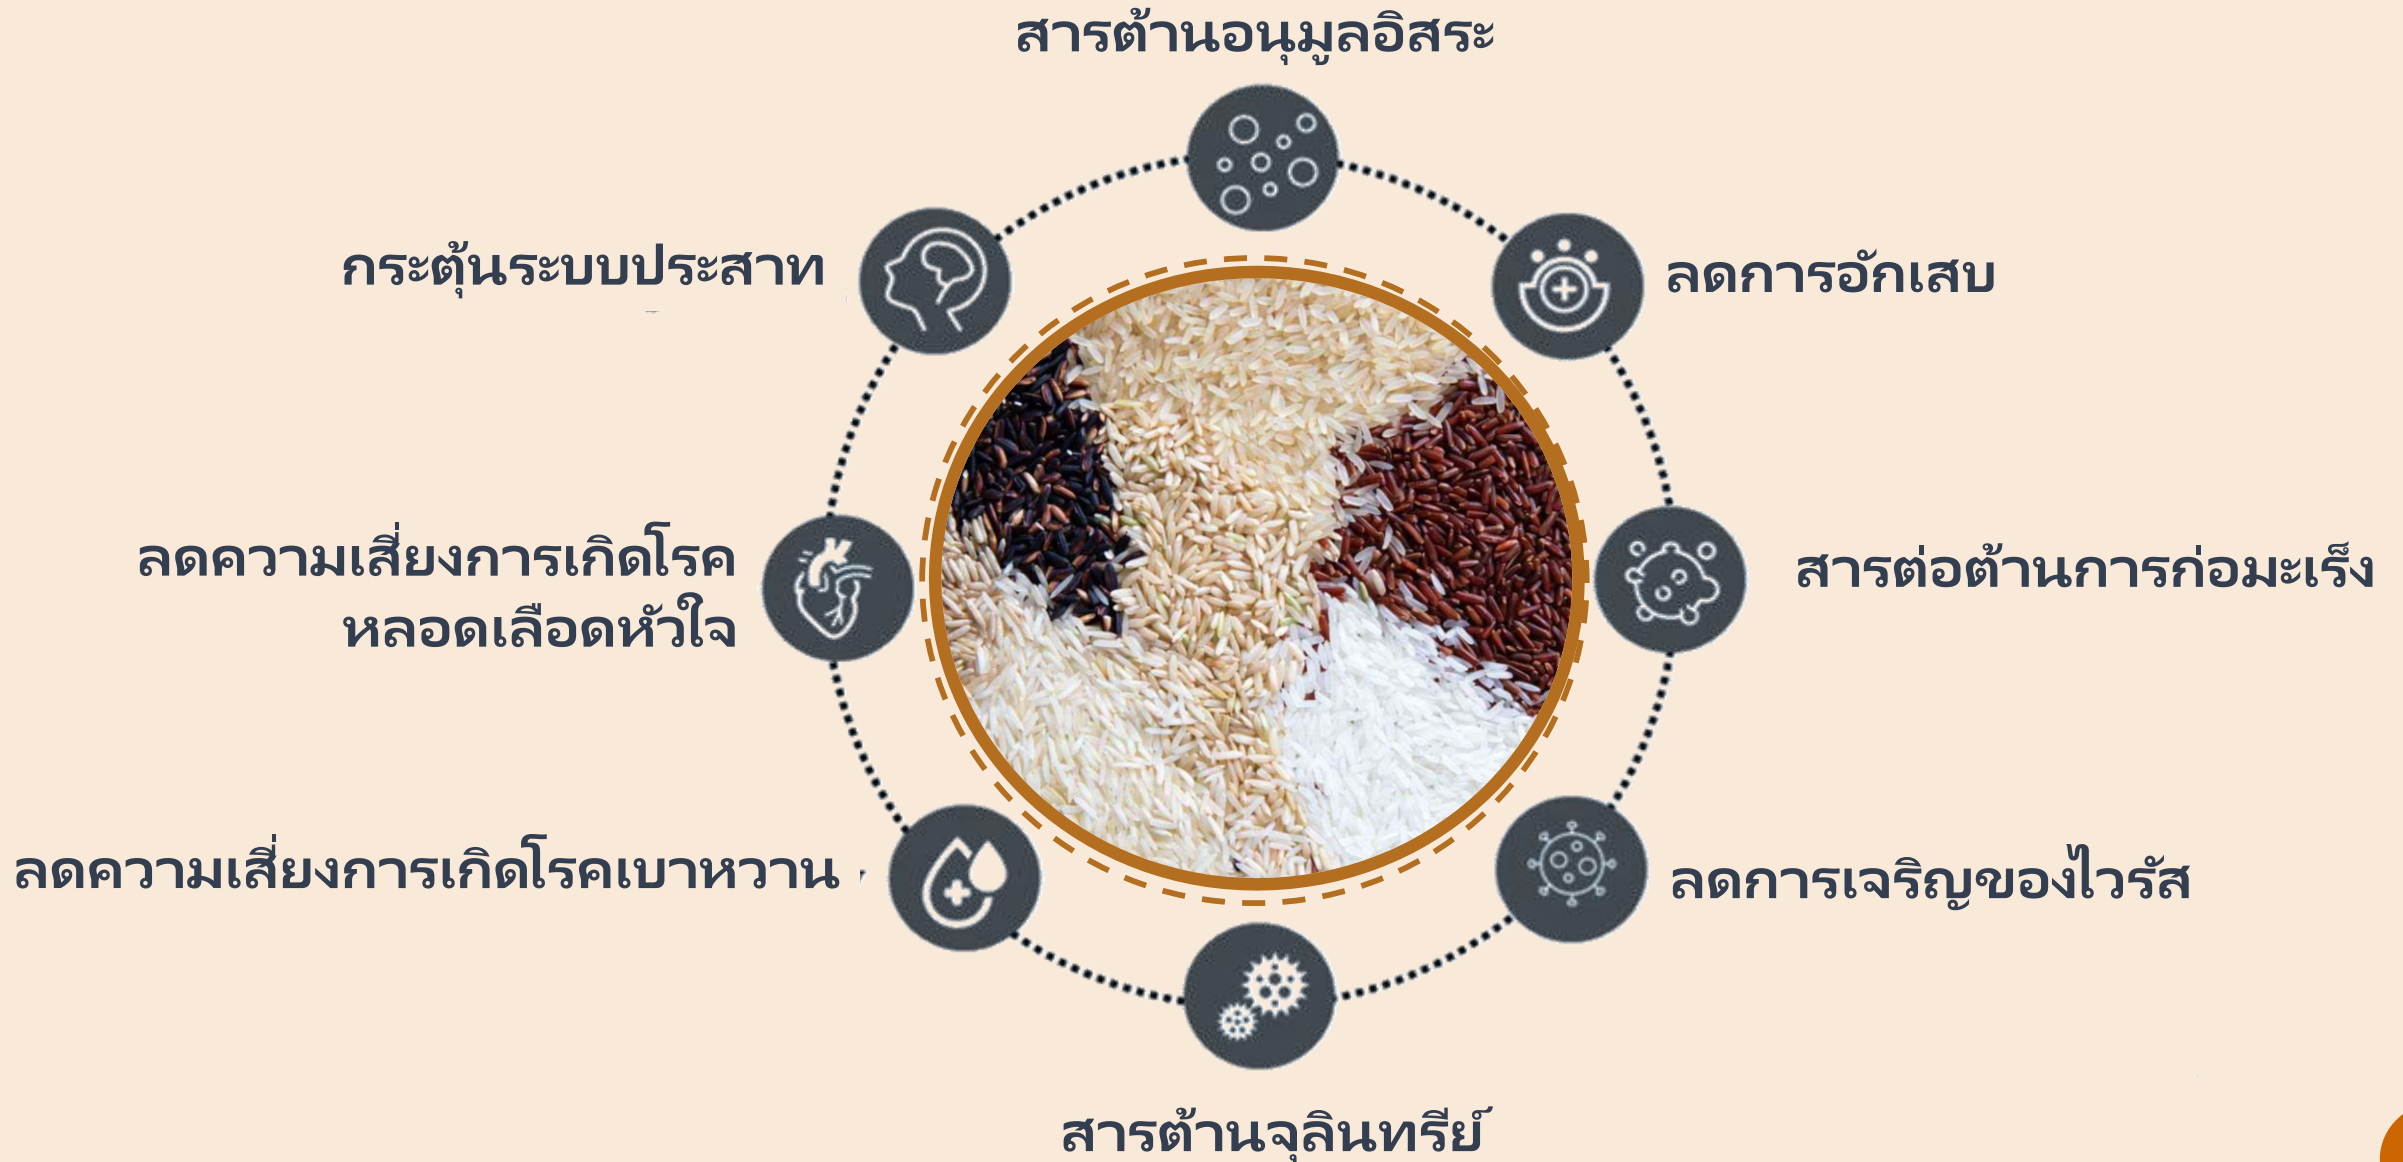 สารต้านอนุมูลอิสระ
กระตุ้นระบบประสาท
ลดการอักเสบ
ลดความเสี่ยงการเกิดโรค
หลอดเลือดหัวใจ
สารต่อต้านการก่อมะเร็ง
ลดความเสี่ยงการเกิดโรคเบาหวาน
ลดการเจริญของไวรัส
สารต้านจุลินทรีย์